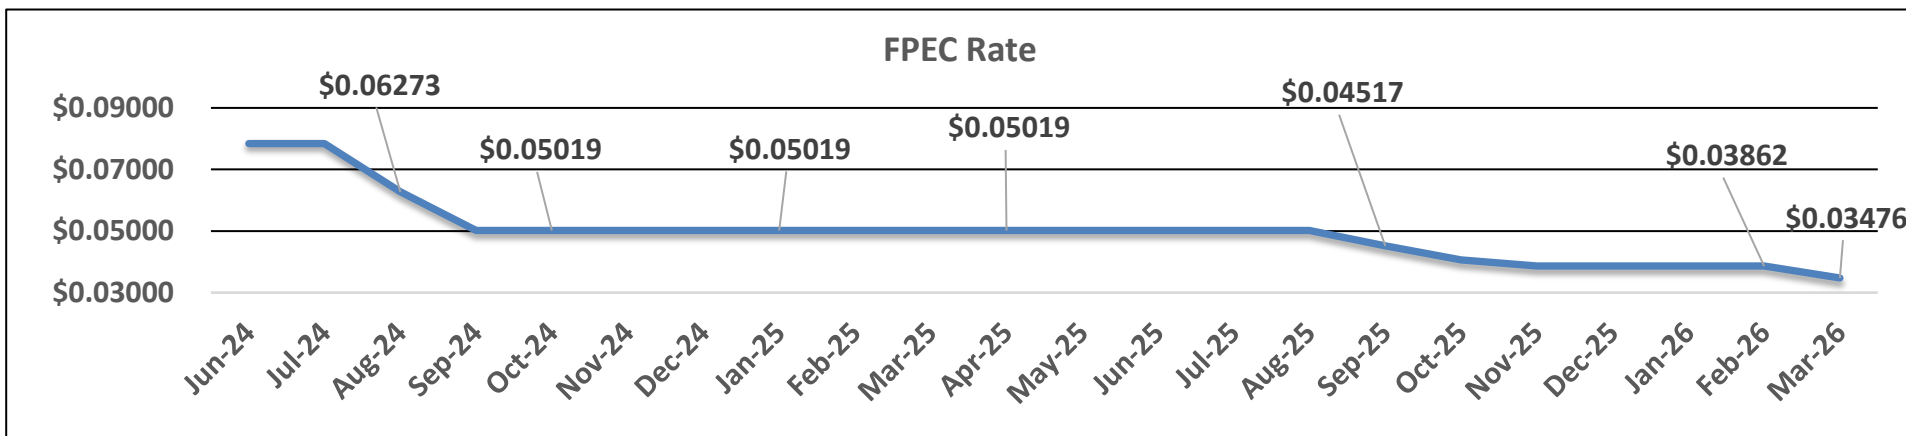 FPEC Rate
$0.06273
$0.04517
$0.09000
$0.05019
$0.05019
$0.05019
$0.03862
$0.07000
$0.03476
$0.05000
$0.03000
Jun-24
Jul-24
Aug-24
Sep-24
Oct-24
Nov-24
Dec-24
Jan-25
Feb-25
Mar-25
Apr-25
May-25
Jun-25
Jul-25
Aug-25
Sep-25
Oct-25
Nov-25
Dec-25
Jan-26
Feb-26
Mar-26